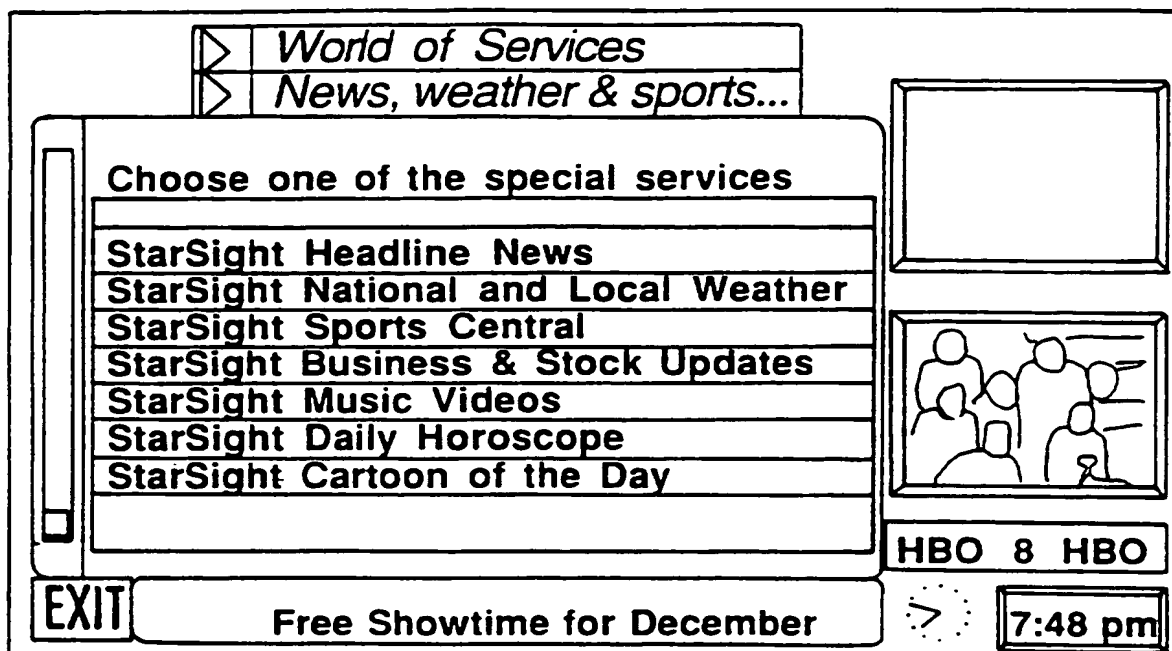 World of Services
News, weather & sports...
Choose one of the special services
StarSight Headline News
StarSight National and Local Weather
StarSight Sports Central
StarSight Business & Stock Updates
StarSight Music Videos
StarSight Daily Horoscope
StarSight Cartoon of the Day
HBO 8 HBO
EXIT
Free Showtime for December
7:48 pm